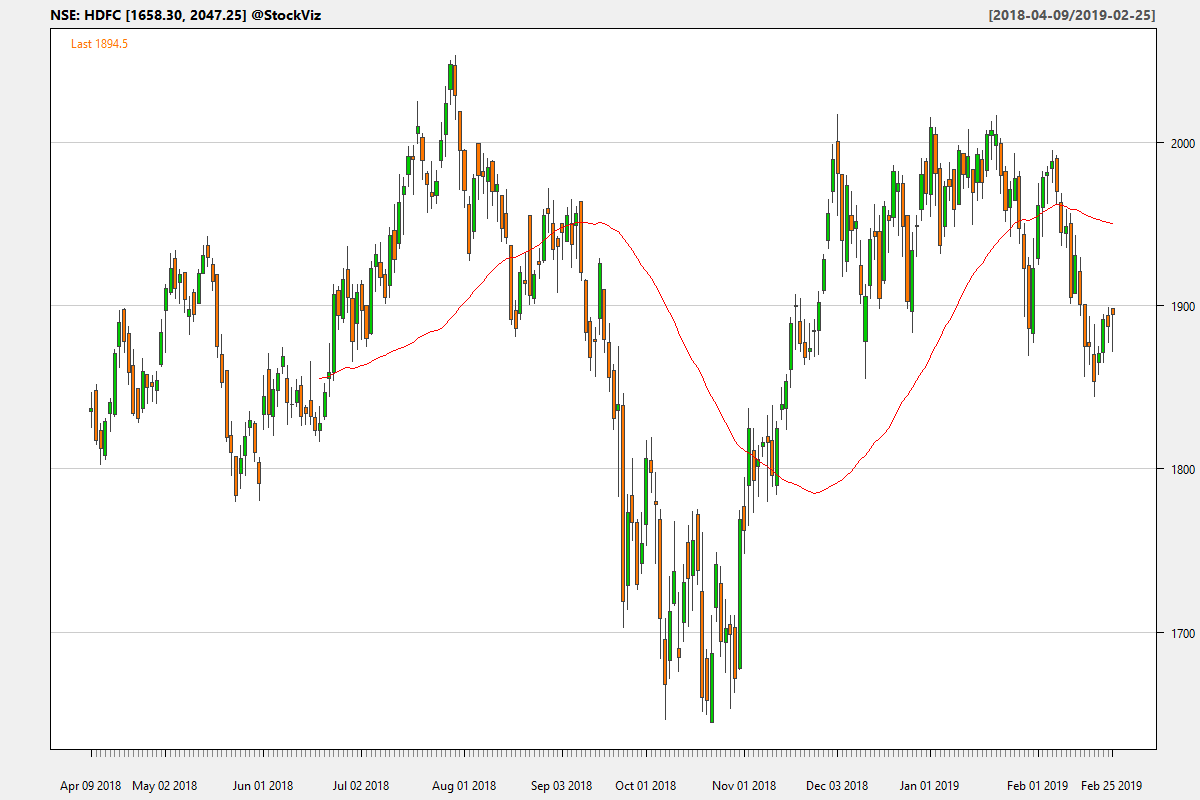 NSE: HDFC [1658.30, 2047.25] @StockViz [2018-04-09/2019-02-25]
Last 1894.5
2000
1900
1800
1700
Apr 09 2018 May 02 2018 Jun 01 2018 Jul 02 2018 Aug 01 2018 Sep 03 2018 Oct 01 2018 Nov 01 2018 Dec 03 2018 Jan 01 2019 Feb 01 2019 Feb 25 2019